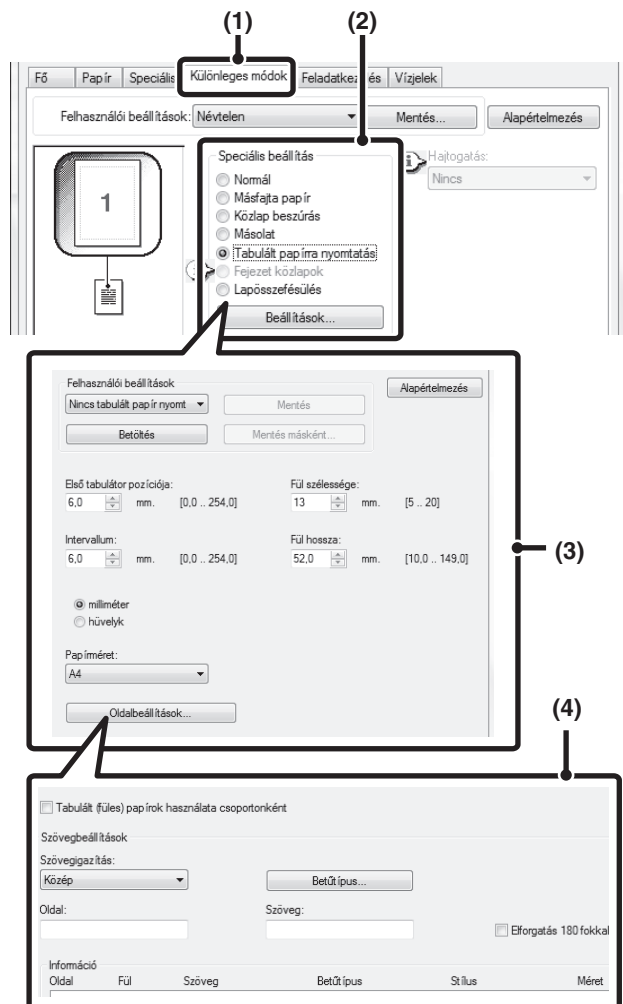 (1) (2)
Fő Papír Speciális Különleges módok Feladatkezelés Vízjelek
Felhasználói beállítások: Névtelen Mentés... Alapértelmezés
Speciális beállítás
Hajtogatás:
Normál
Nincs
Másfajta papír
1
Közlap beszúrás
Másolat
Tabulált papírra nyomtatás
Fejezet közlapok
Lapösszefésülés
Beállítások...
Felhasználói beállítások
Alapértelmezés
Nincs tabulált papír nyomt Mentés
Betöltés Mentés másként...
Első tabulátor pozíciója: Fül szélessége:
6,0 mm. [0,0 .. 254,0] 13 mm. [5 .. 20]
Intervallum: Fül hossza:
6,0 mm. [0,0 .. 254,0] 52,0 mm. [10,0 .. 149,0]
(3)
milliméter
hüvelyk
Papírméret:
A4
Oldalbeállítások...
(4)
Tabulált (füles) papírok használata csoportonként
Szövegbeállítások
Szövegigazítás:
Közép Betűtípus...
Oldal: Szöveg:
Elforgatás 180 fokkal
Információ
Oldal Fül Szöveg Betűtípus Stílus Méret